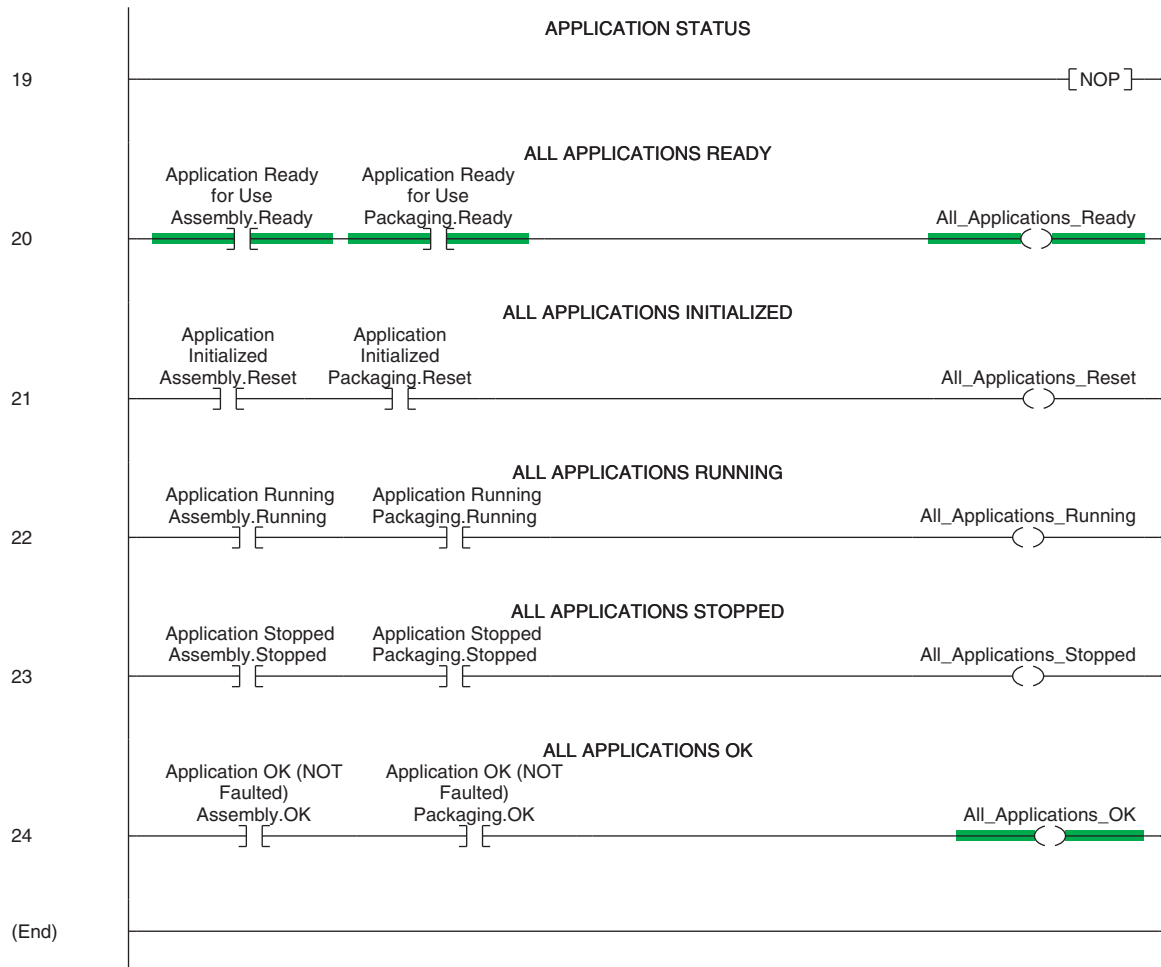 APPLICATION STATUS
19
NOP
ALL APPLICATIONS READY
Application Ready
for Use
Assembly.Ready
Application Ready
for Use
Packaging.Ready
All_Applications_Ready
20
ALL APPLICATIONS INITIALIZED
Application
Initialized
Assembly.Reset
Application
Initialized
Packaging.Reset
All_Applications_Reset
21
ALL APPLICATIONS RUNNING
Application Running
Assembly.Running
Application Running
Packaging.Running
All_Applications_Running
22
ALL APPLICATIONS STOPPED
Application Stopped
Assembly.Stopped
Application Stopped
Packaging.Stopped
All_Applications_Stopped
23
ALL APPLICATIONS OK
Application OK (NOT
Faulted)
Assembly.OK
Application OK (NOT
Faulted)
Packaging.OK
All_Applications_OK
24
(End)